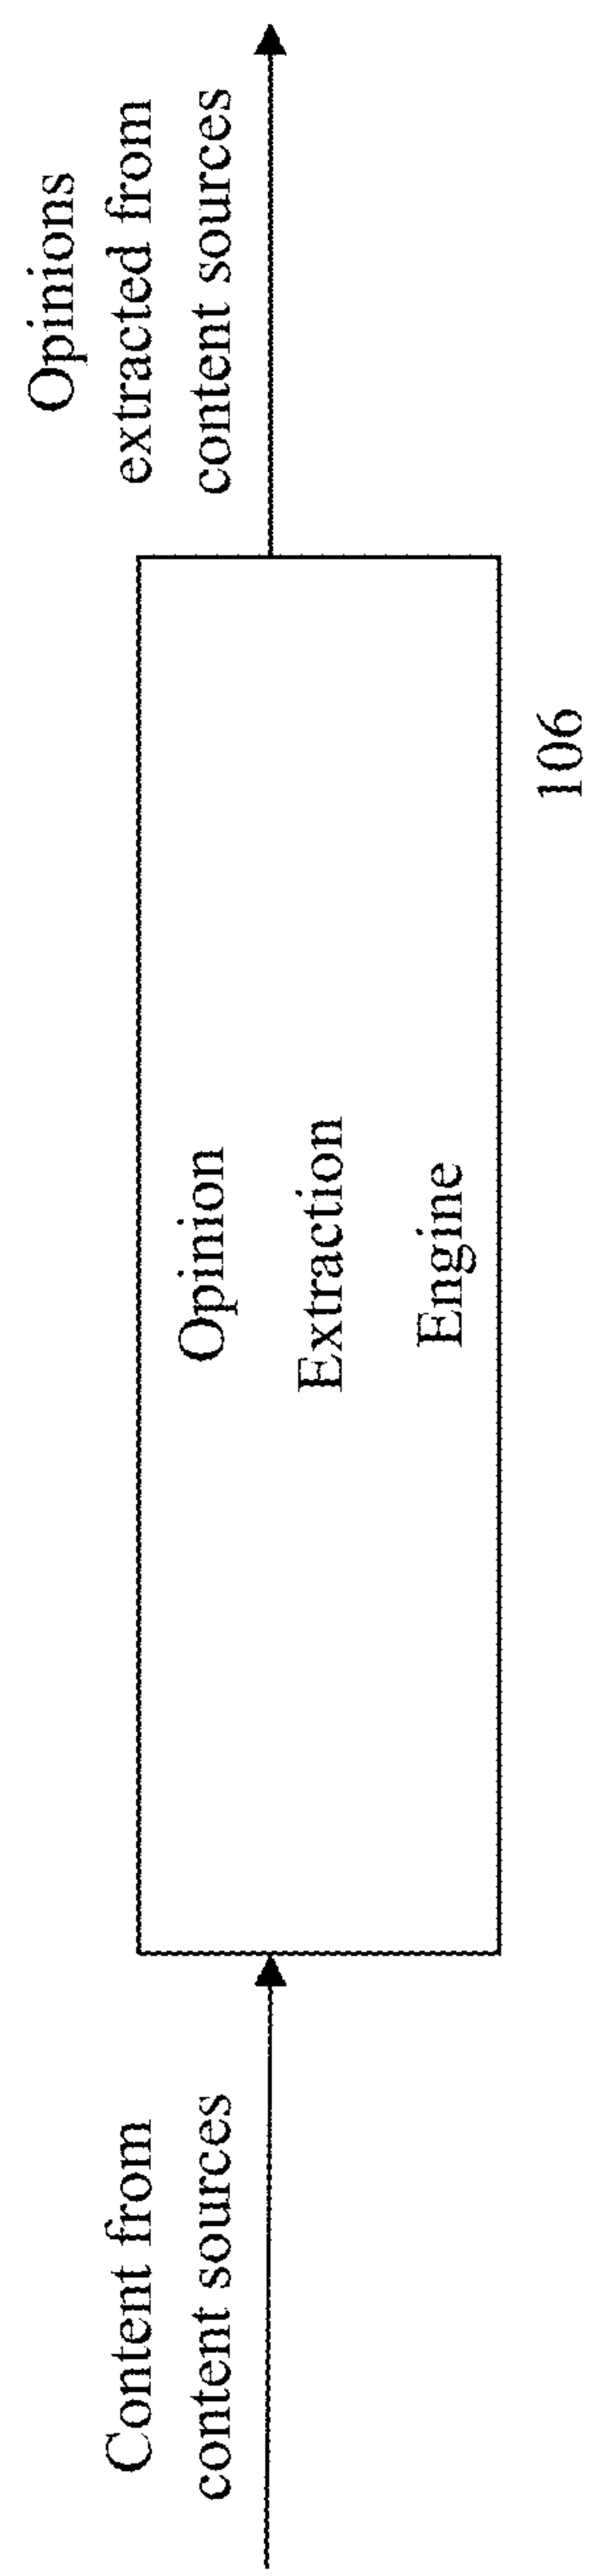 Content from
content sources
Opinion
Extraction
Engine
106
Opinions
extracted from
content sources